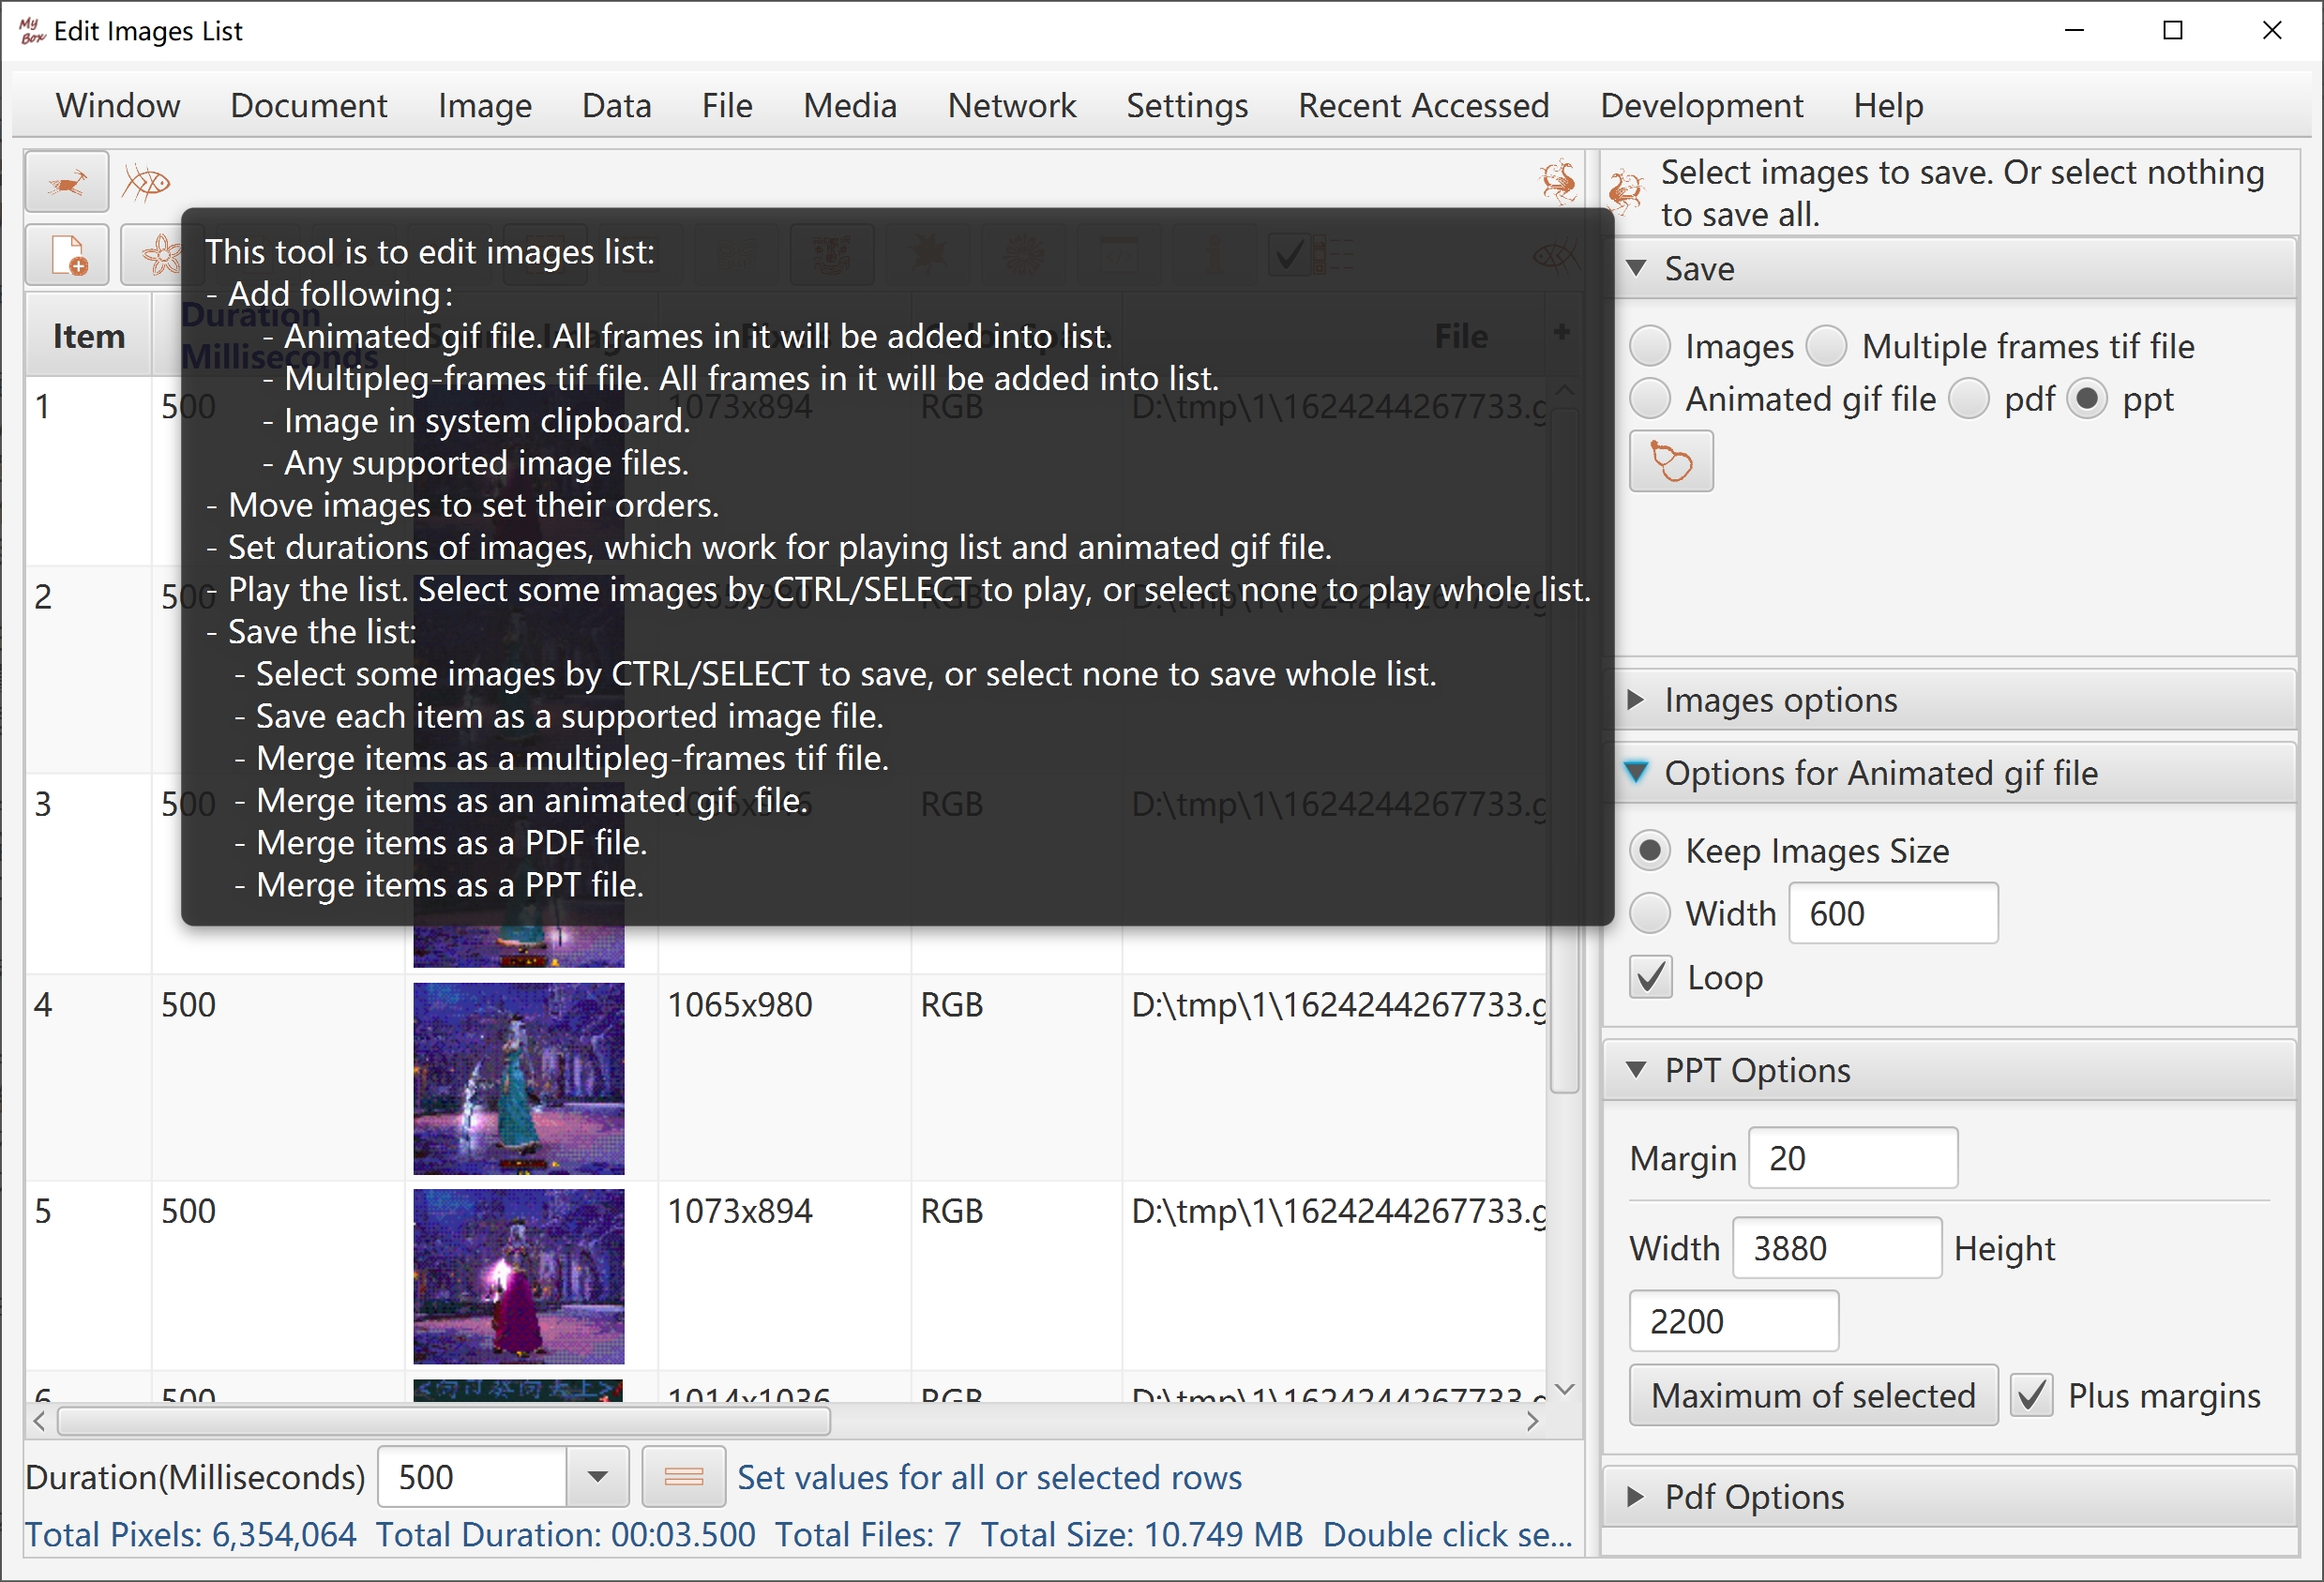 My Box Edit Images List
Window Document Image Data File Media Network Settings Recent Accessed Development Help
Select images to save. Or select nothing
to save all.
This tool is to edit images list:
- Add following:
- Animated gif file. All frames in it will be added into list.
- Multipleg-frames tif file. All frames in it will be added into list.
- Image in system clipboard.
- Any supported image files.
- Move images to set their orders.
- Set durations of images, which work for playing list and animated gif file.
- Play the list. Select some images by CTRL/SELECT to play, or select none to play whole list.
- Save the list:
- Select some images by CTRL/SELECT to save, or select none to save whole list.
- Save each item as a supported image file.
- Merge items as a multipleg-frames tif file.
- Merge items as an animated gif  file.
- Merge items as a PDF file.
- Merge items as a PPT file.
Item Duration Milliseconds File +
1 500 1073x894 RGB D:\tmp\1\1624244267733.g
2 500 1065x980 RGB D:\tmp\1\1624244267733.g
3 500 RGB D:\tmp\1\1624244267733.g
4 500 1065x980 RGB D:\tmp\1\1624244267733.g
5 500 1073x894 RGB D:\tmp\1\1624244267733.g
6 500 1014x1036 RGB D:\tmp\1\1624244267733.g
Duration(Milliseconds) 500 Set values for all or selected rows
Total Pixels: 6,354,064 Total Duration: 00:03.500 Total Files: 7 Total Size: 10.749 MB Double click se...
Save
Images Multiple frames tif file
Animated gif file pdf ppt
Images options
Options for Animated gif file
Keep Images Size
Width 600
Loop
PPT Options
Margin 20
Width 3880 Height
2200
Maximum of selected Plus margins
Pdf Options